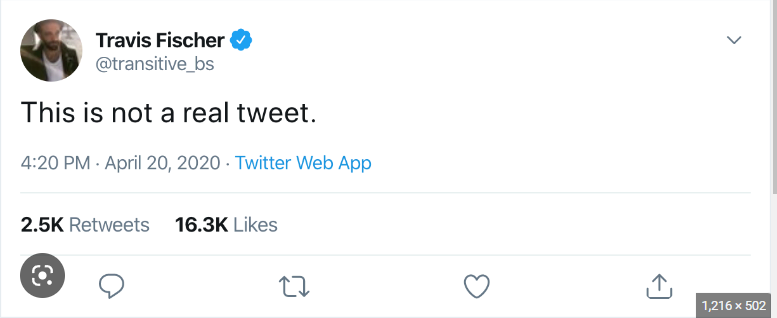 Travis Fischer
@transitive_bs
This is not a real tweet.
4:20 PM · April 20, 2020 · Twitter Web App
2.5K Retweets 16.3K Likes
1,216 × 502